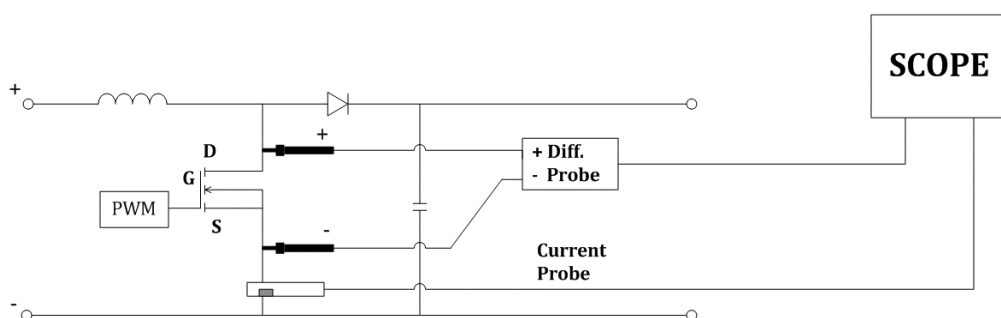 SCOPE
+
+
D
+ Diff.
- Probe
G
PWM
S
-
Current
Probe
-